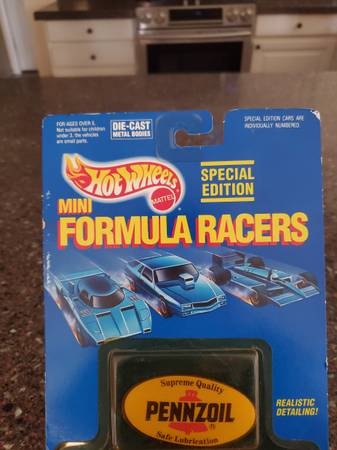 FOR AGES OVER 5.
Not suitable for children
under 3, the vehicles
are small parts.
DIE-CAST
METAL BODIES
SPECIAL EDITION CARS ARE
INDIVIDUALLY NUMBERED.
Hot Wheels
MATTEL
SPECIAL
EDITION
MINI
FORMULA RACERS
Supreme Quality
PENNZOIL
®
Safe Lubrication
REALISTIC
DETAILING!